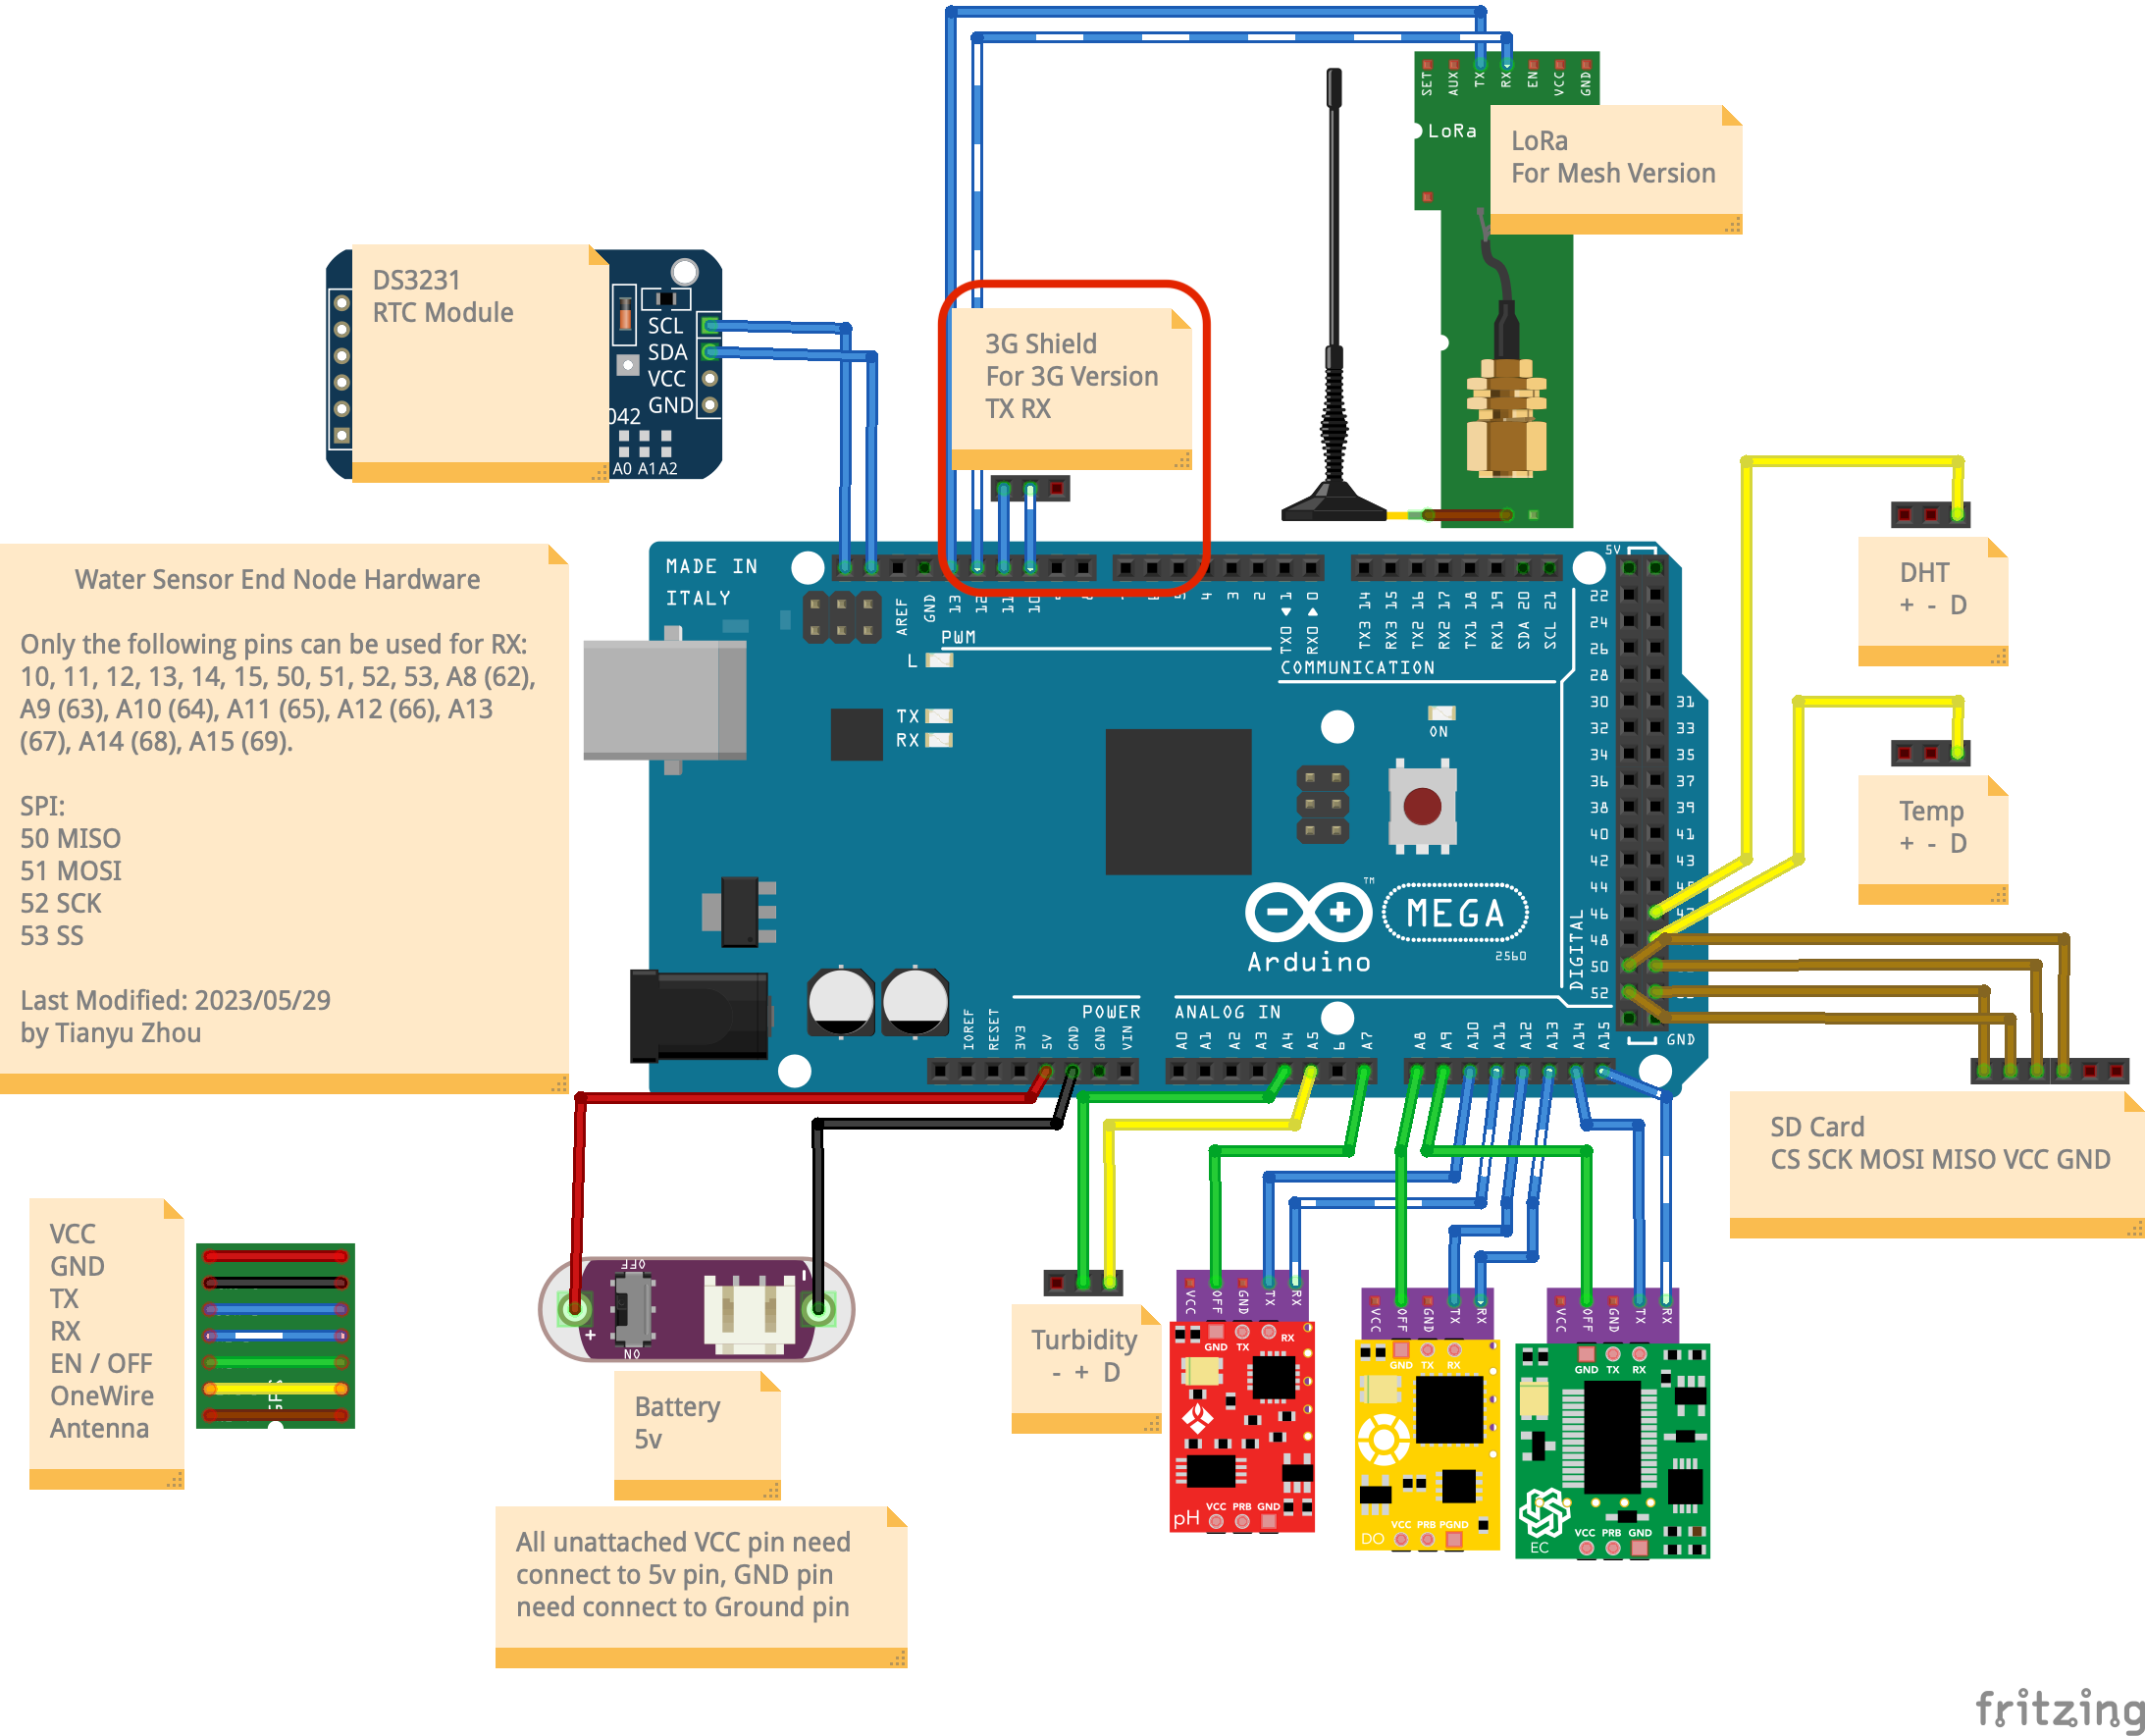 SET
AUX
TX
RX
EN
VCC
GND
LoRa
LoRa
For Mesh Version
DS3231
RTC Module
SCL
SDA
VCC
GND
042
A0 A1 A2
3G Shield
For 3G Version
TX RX
DHT
+ - D
Temp
+ - D
Water Sensor End Node Hardware
Only the following pins can be used for RX:
10, 11, 12, 13, 14, 15, 50, 51, 52, 53, A8 (62),
A9 (63), A10 (64), A11 (65), A12 (66), A13
(67), A14 (68), A15 (69).
SPI:
50 MISO
51 MOSI
52 SCK
53 SS
Last Modified: 2023/05/29
by Tianyu Zhou
MADE IN
ITALY
AREF
GND
13
12
11
10
4
3
2
TX0 1
RX0 0
TX3 14
RX3 15
TX2 16
RX2 17
TX1 18
RX1 19
SDA 20
SCL 21
PWM
COMMUNICATION
L
TX
RX
ON
5V
22
24
26
28
30 31
32 33
34 35
36 37
38 39
40 41
42 43
44
46
48
50
52
GND
DIGITAL
Arduino
TM
MEGA
2560
POWER
ANALOG IN
IOREF
RESET
3V3
5V
GND
GND
VIN
A0
A1
A2
A3
A4
A5
6
A7
A8
A9
A10
A11
A12
A13
A14
A15
SD Card
CS SCK MOSI MISO VCC GND
VCC
GND
TX
RX
EN / OFF
OneWire
Antenna
OFF
+
-
ON
Battery
5v
All unattached VCC pin need
connect to 5v pin, GND pin
need connect to Ground pin
Turbidity
- + D
VCC
OFF
GND
TX
RX
GND TX RX
VCC PRB GND
pH
VCC
OFF
GND
TX
RX
GND TX RX
VCC PRB PGND
DO
VCC
OFF
GND
TX
RX
GND TX RX
VCC PRB GND
EC
fritzing